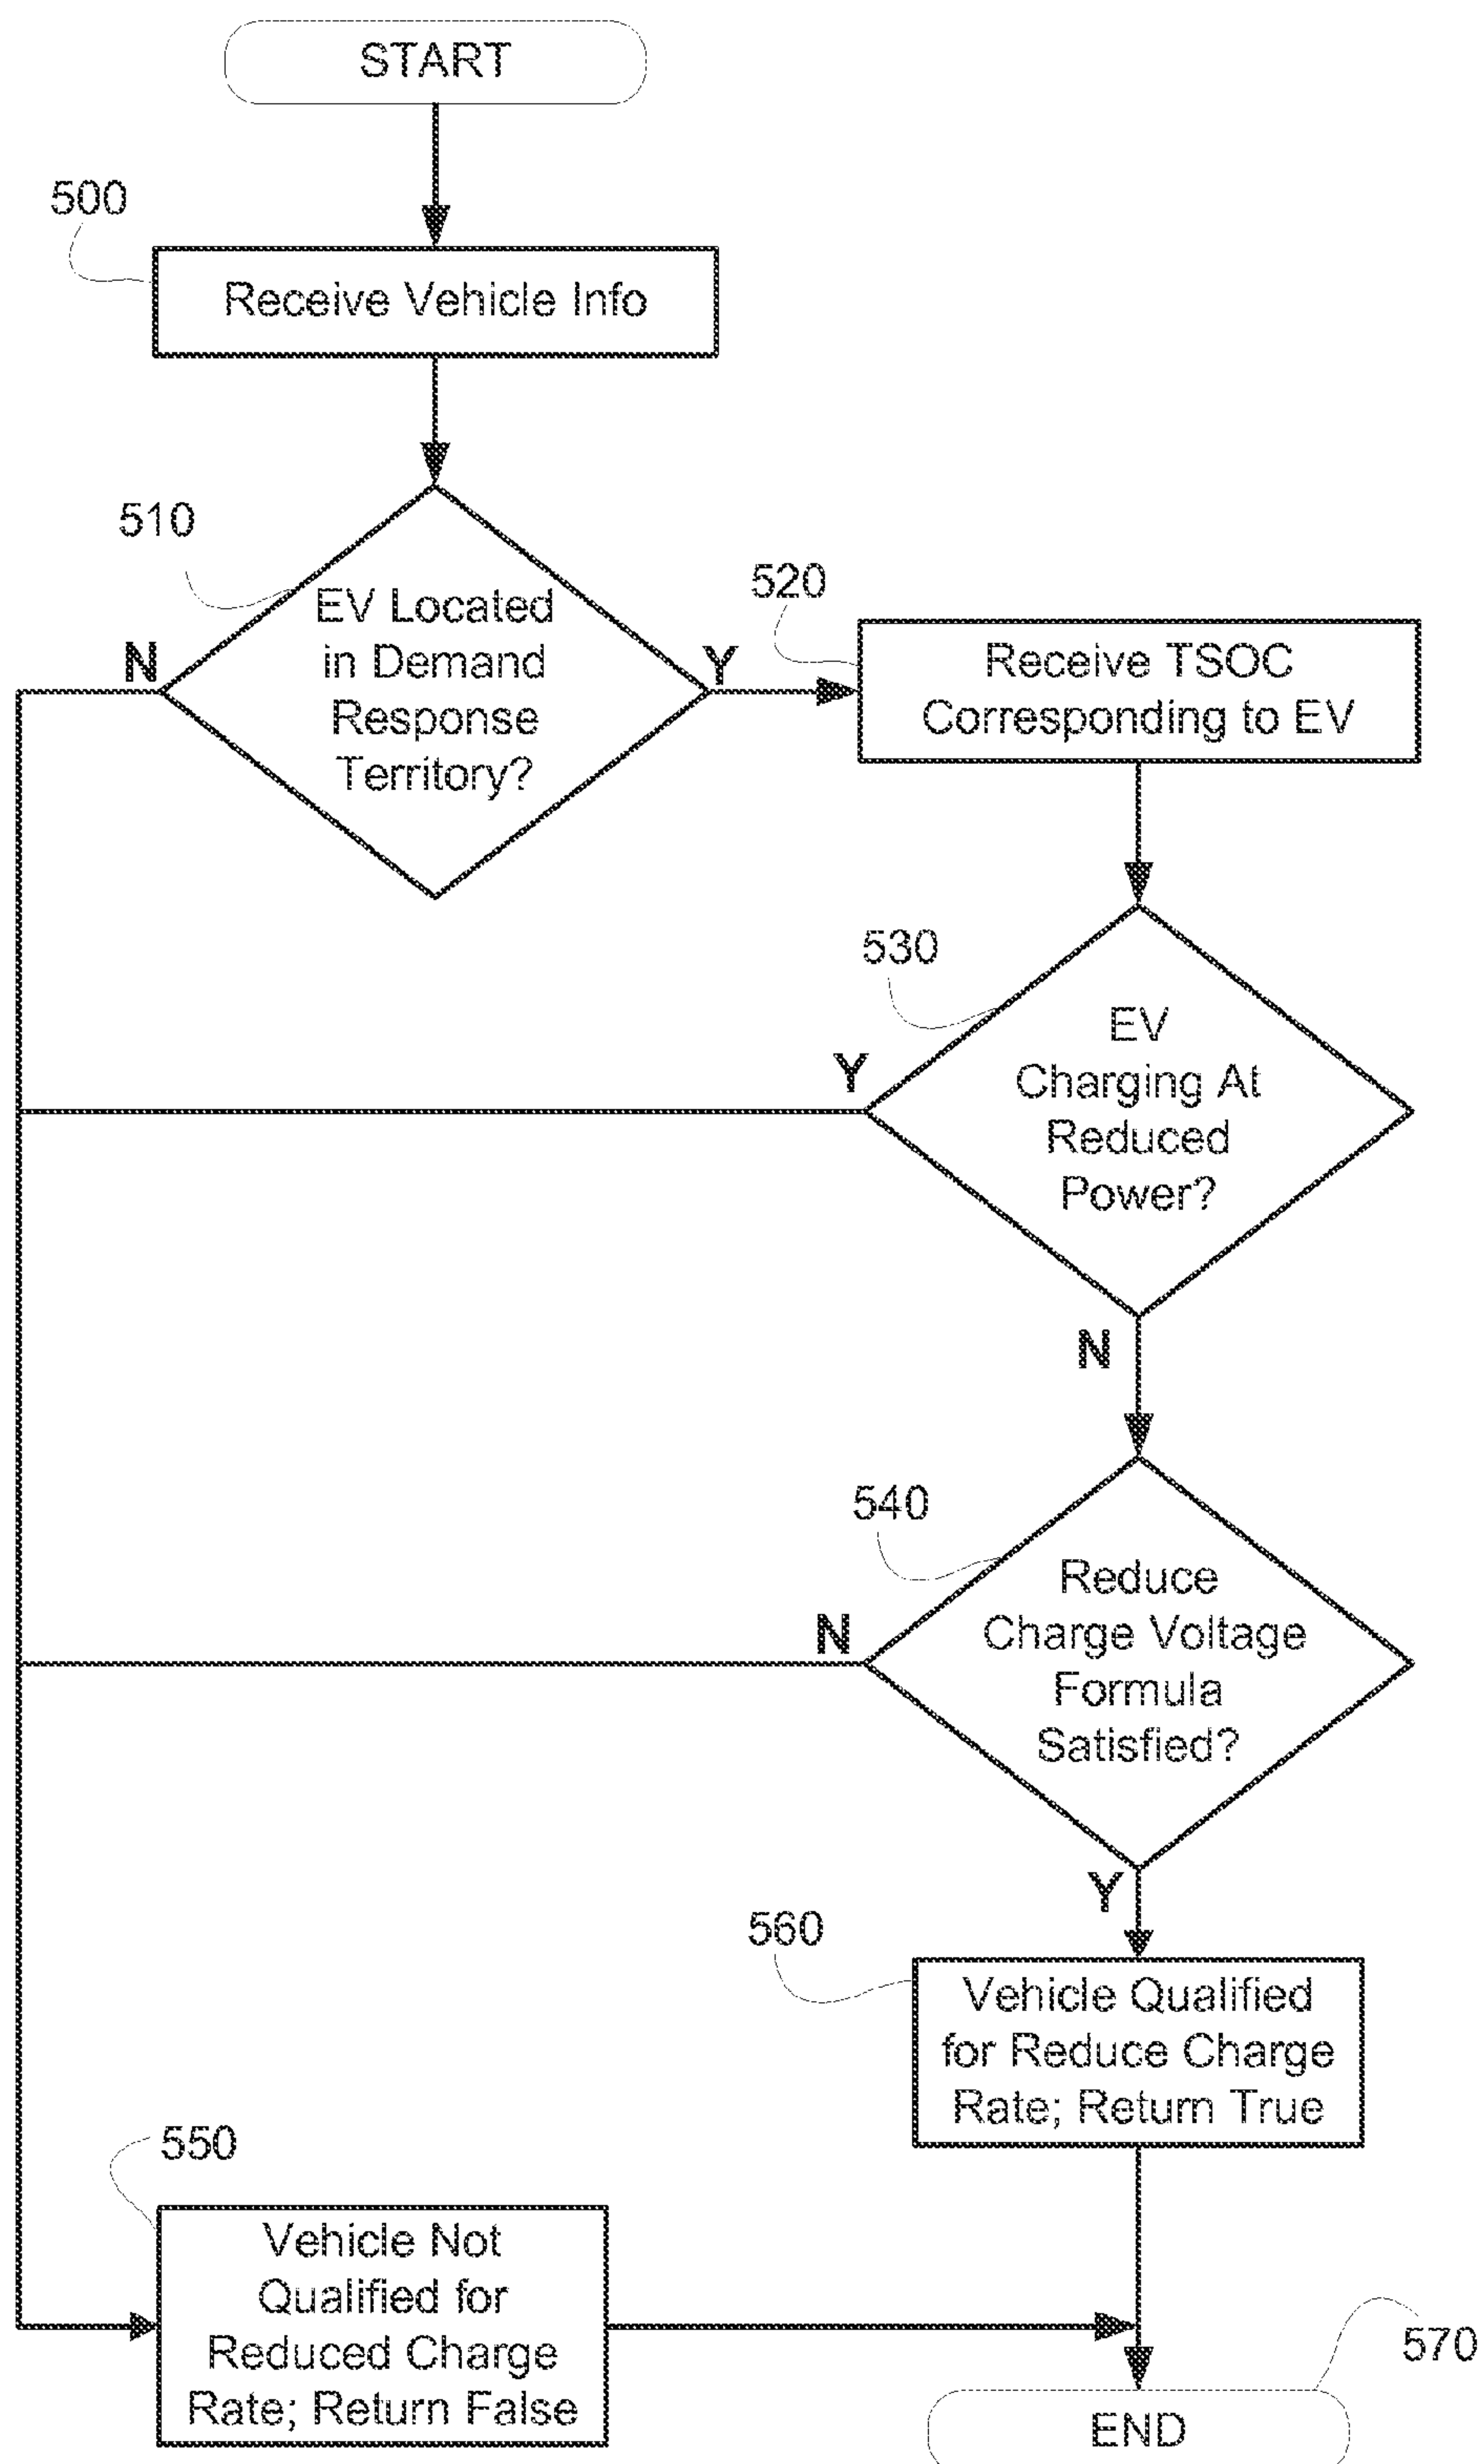 START
500
Receive Vehicle Info
510
EV Located
in Demand
Response
Territory?
N
Y
520
Receive TSOC
Corresponding to EV
530
EV
Charging At
Reduced
Power?
Y
N
540
Reduce
Charge Voltage
Formula
Satisfied?
N
Y
560
Vehicle Qualified
for Reduce Charge
Rate; Return True
550
Vehicle Not
Qualified for
Reduced Charge
Rate; Return False
570
END